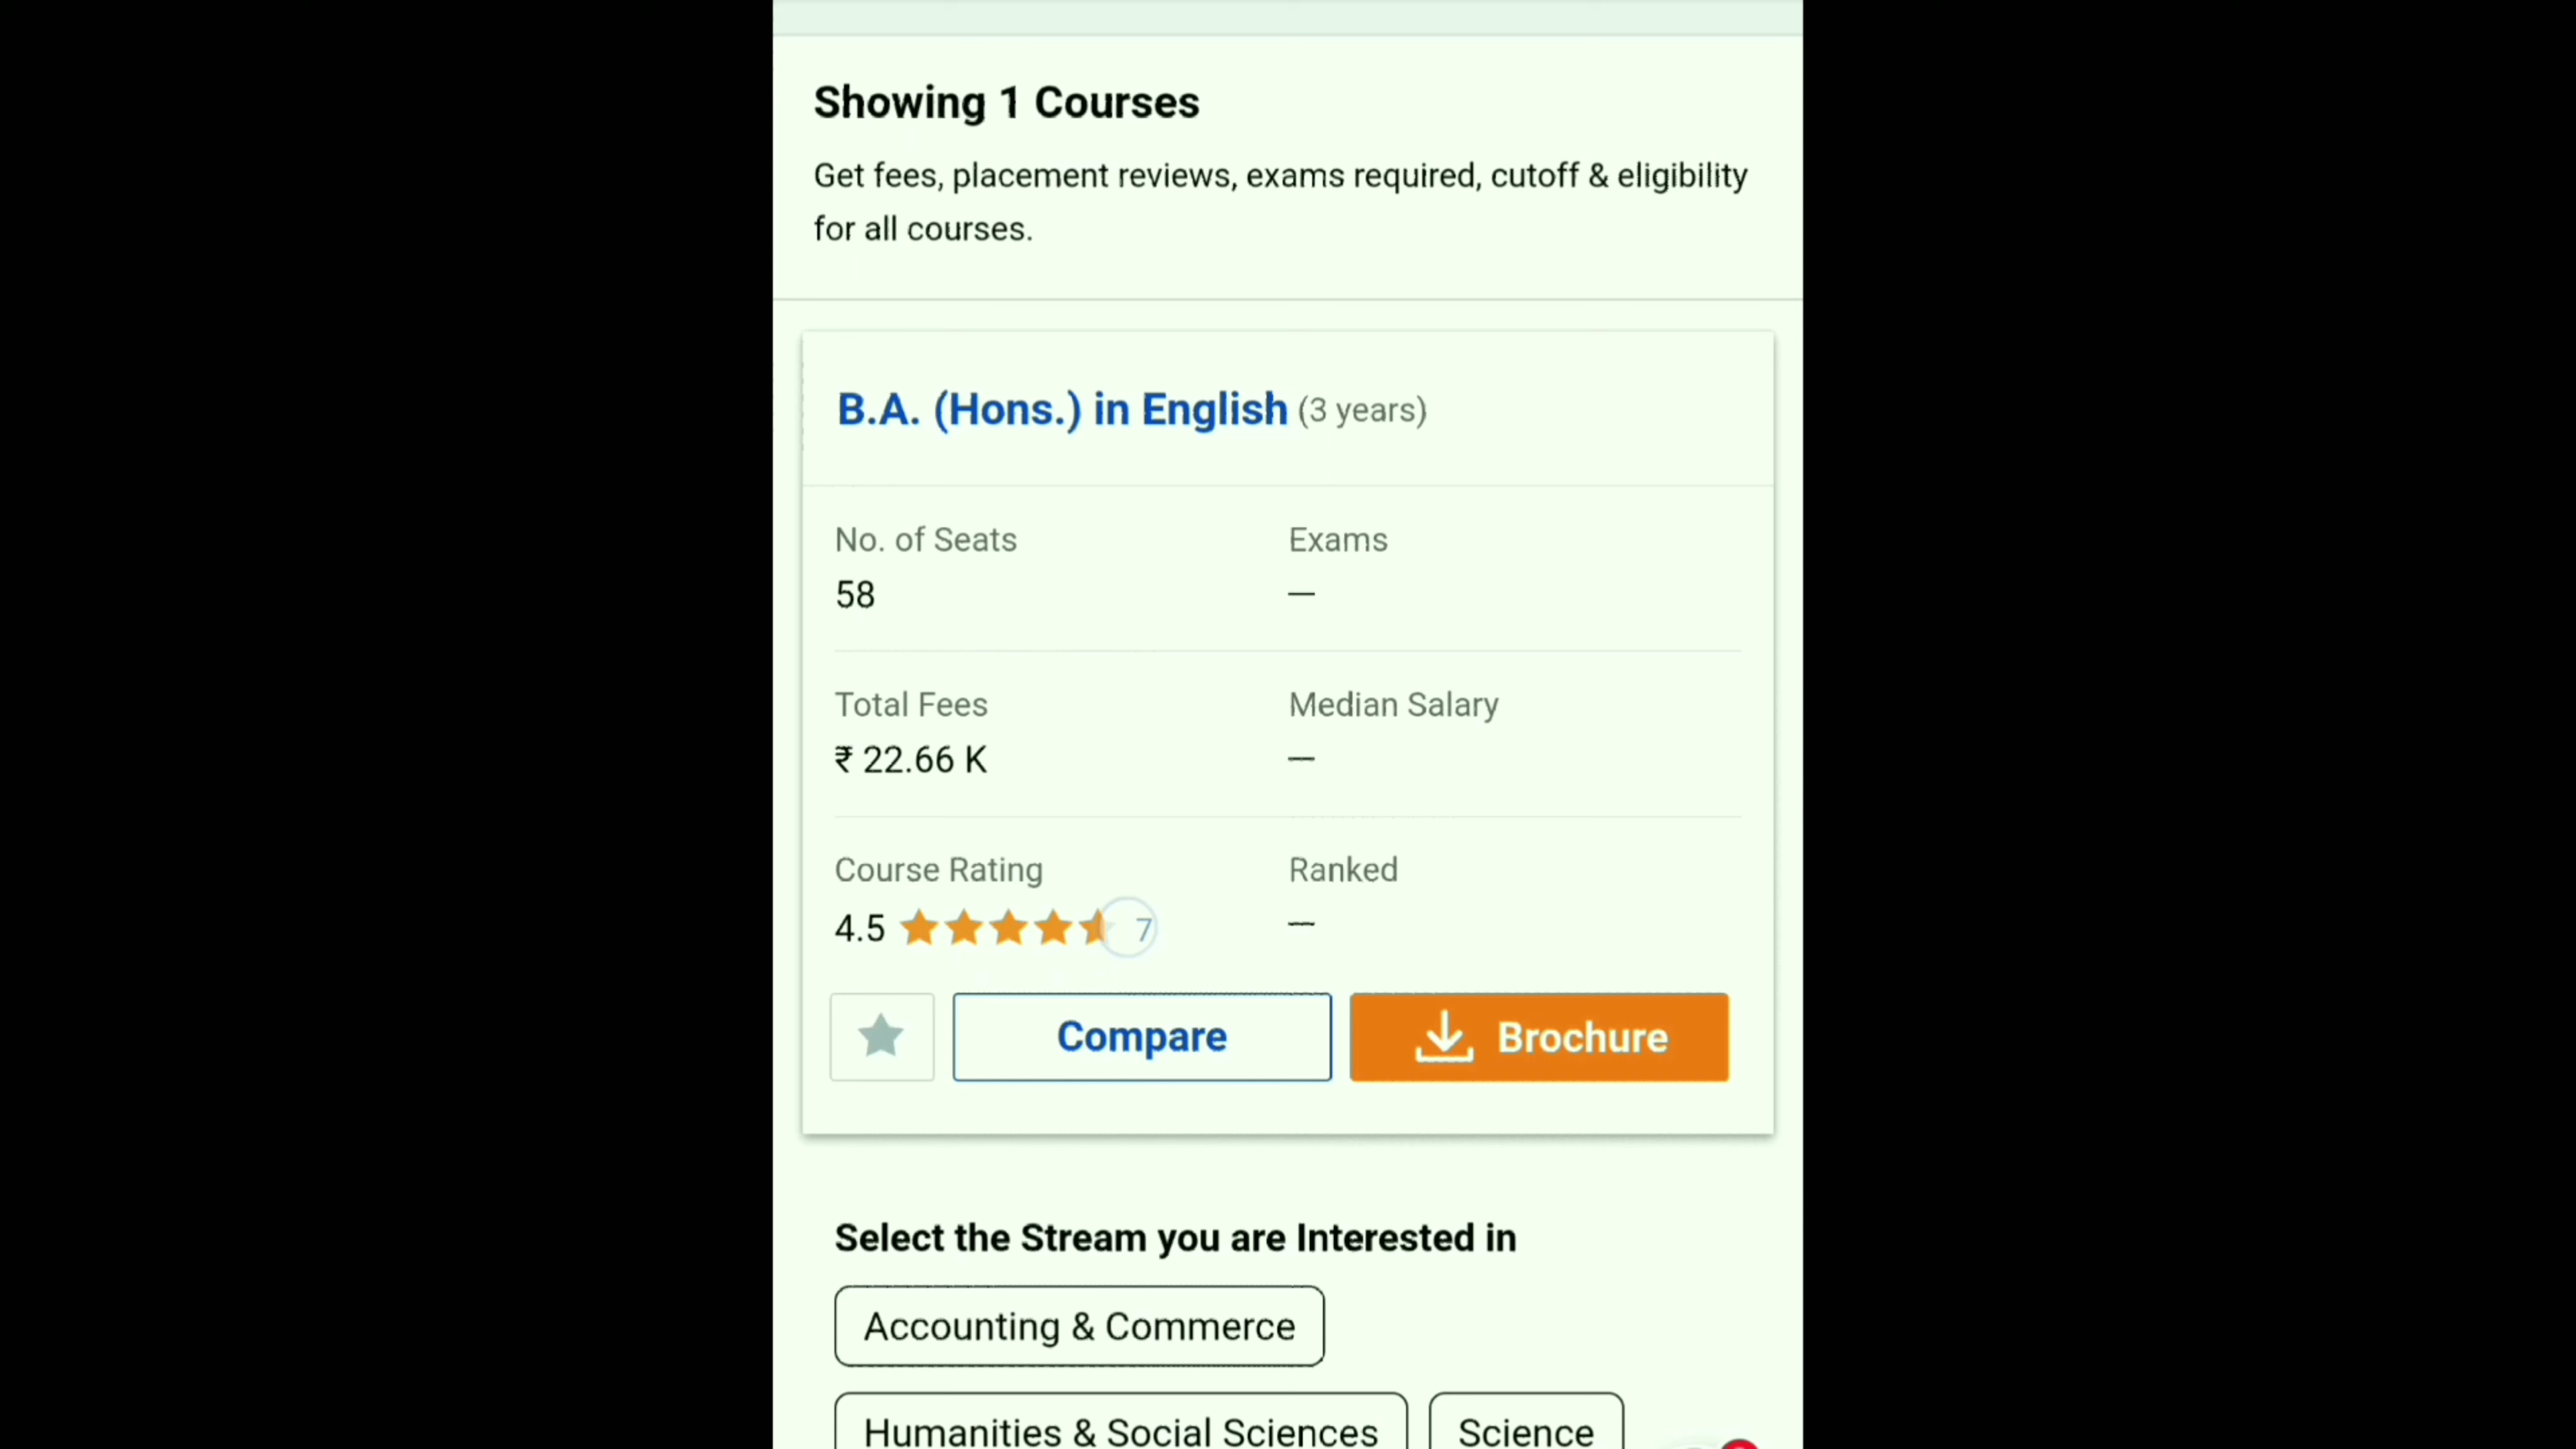 Showing 1 Courses
Get fees, placement reviews, exams required, cutoff & eligibility
for all courses.
B.A. (Hons.) in English (3 years)
No. of Seats
58
Exams
—
Total Fees
₹ 22.66 K
Median Salary
—
Course Rating
4.5 7
Ranked
—
Compare
Brochure
Select the Stream you are Interested in
Accounting & Commerce
Humanities & Social Sciences
Science